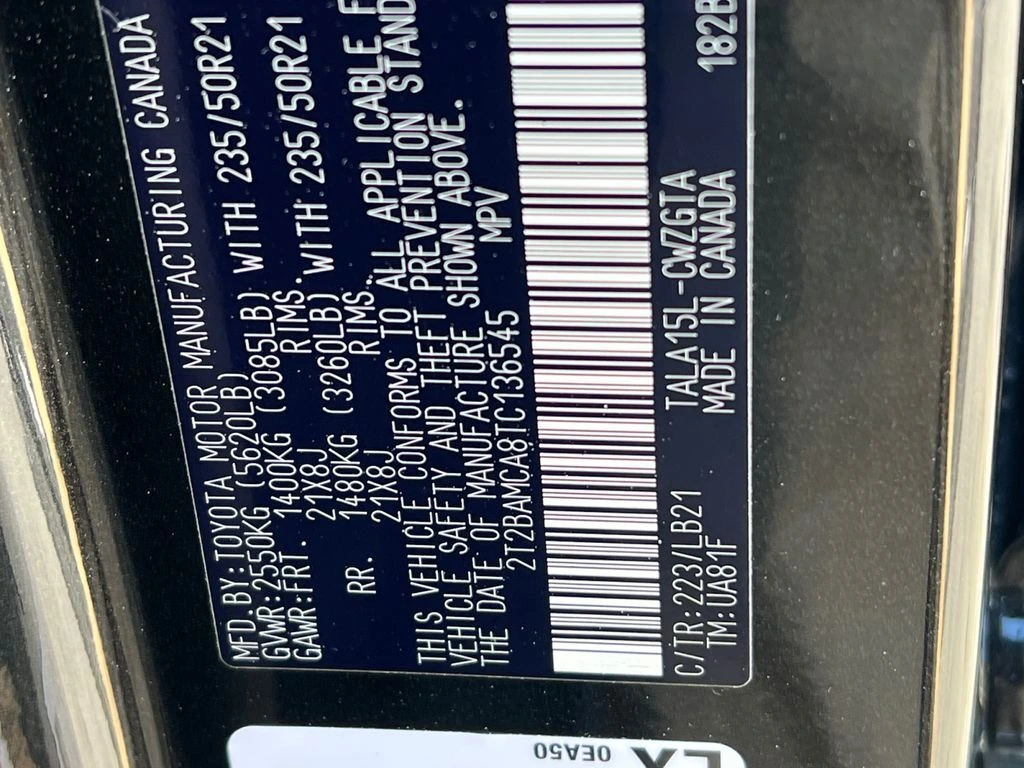 MFD.BY:TOYOTA MOTOR MANUFACTURING CANADA
GVWR:2550KG (5620LB)
GAWR:FRT. 1400KG (3085LB) WITH 235/50R21
21X8J RIMS.
RR. 1480KG (3260LB) WITH 235/50R21
21X8J RIMS.
THIS VEHICLE CONFORMS TO ALL APPLICABLE F
VEHICLE SAFETY AND THEFT PREVENTION STAND
THE DATE OF MANUFACTURE SHOWN ABOVE.
2T2BAMCA8TC136545 MPV
C/TR:223/LB21 TALA15L-CWZGTA 182B
TM:UA81F MADE IN CANADA
0EA50